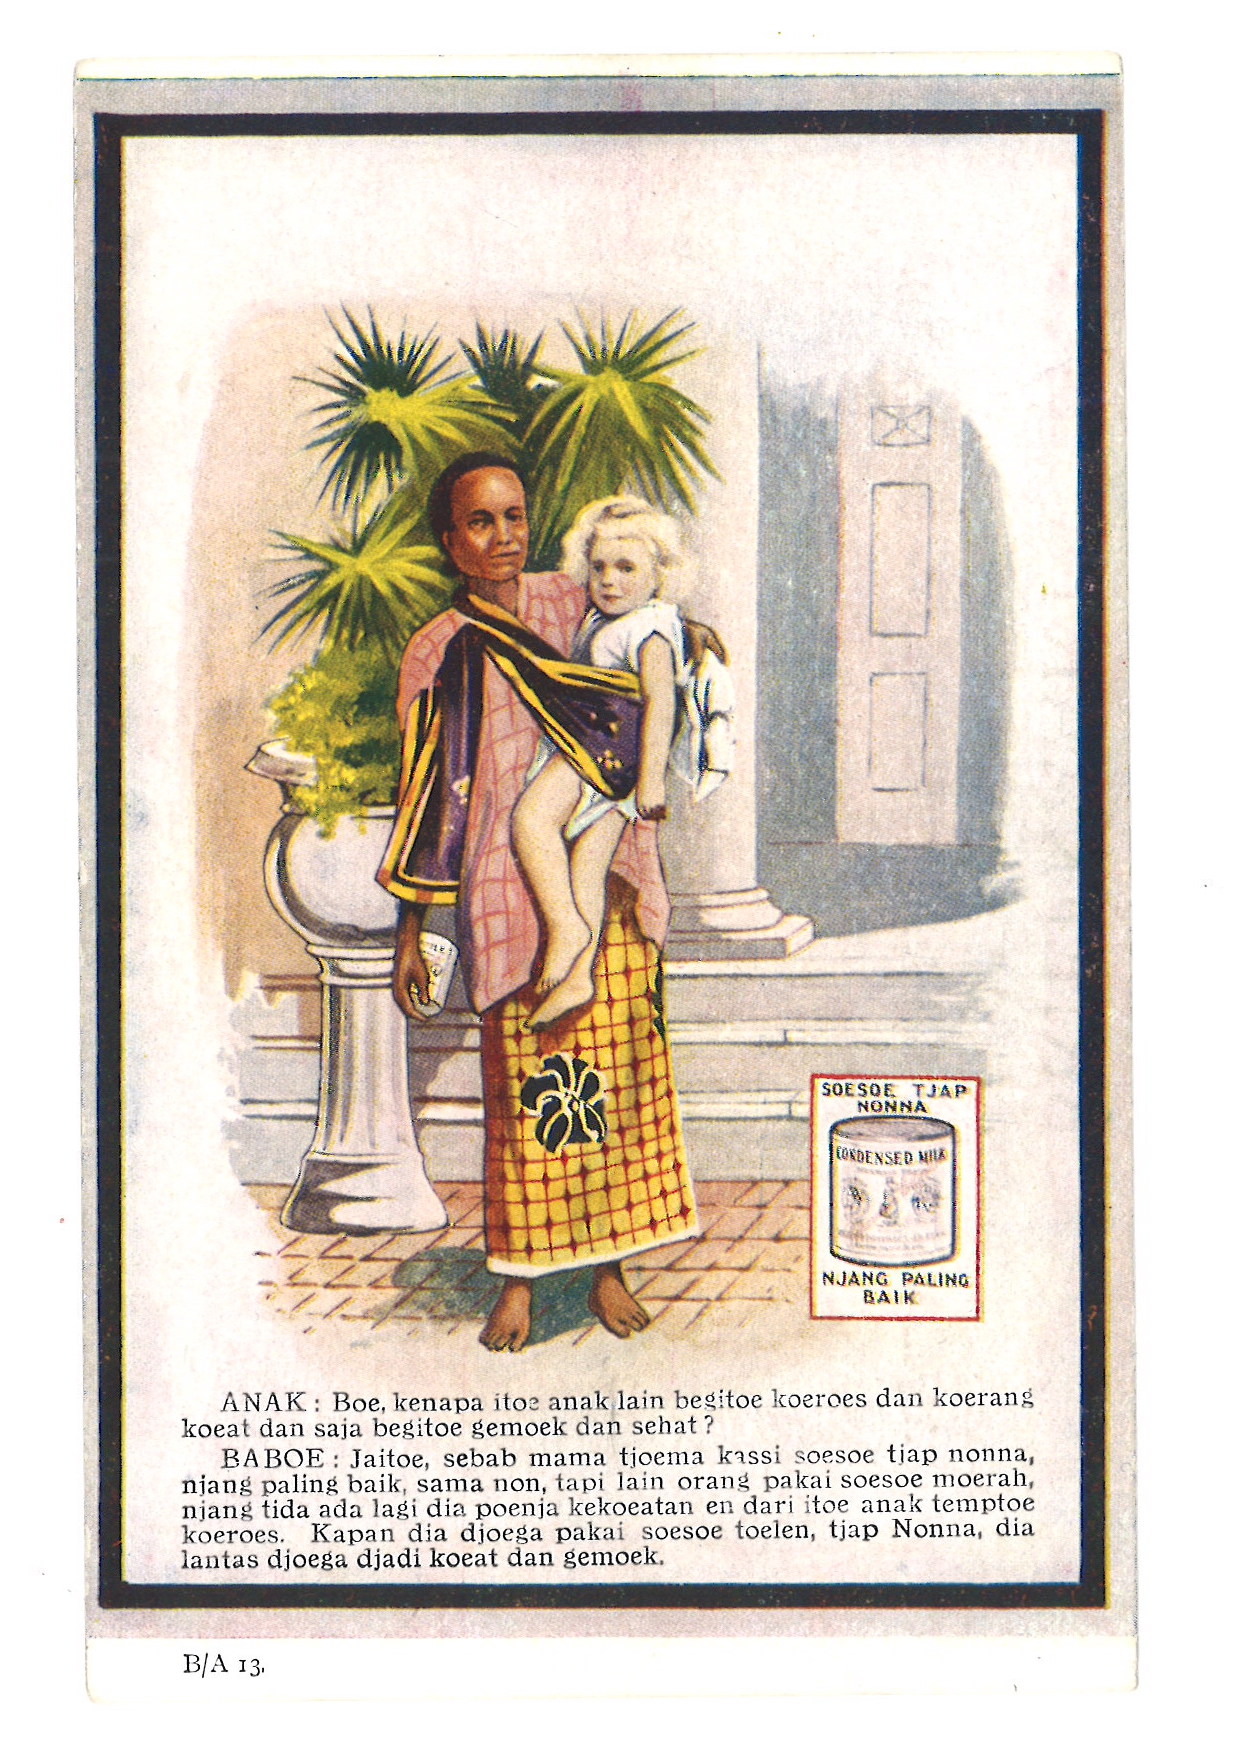 SOESOE TJAP
NONNA
CONDENSED MILK
NJANG PALING
BAIK
ANAK : Boe, kenapa itoe anak lain begitoe koeroes dan koerang
koeat dan saja begitoe gemoek dan sehat ?
BABOE : Jaitoe, sebab mama tjoema kassi soesoe tjap nonna,
njang paling baik, sama non, tapi lain orang pakai soesoe moerah,
njang tida ada lagi dia poenja kekoeatan en dari itoe anak temptoe
koeroes. Kapan dia djoega pakai soesoe toelen, tjap Nonna, dia
lantas djoega djadi koeat dan gemoek.
B/A 13.